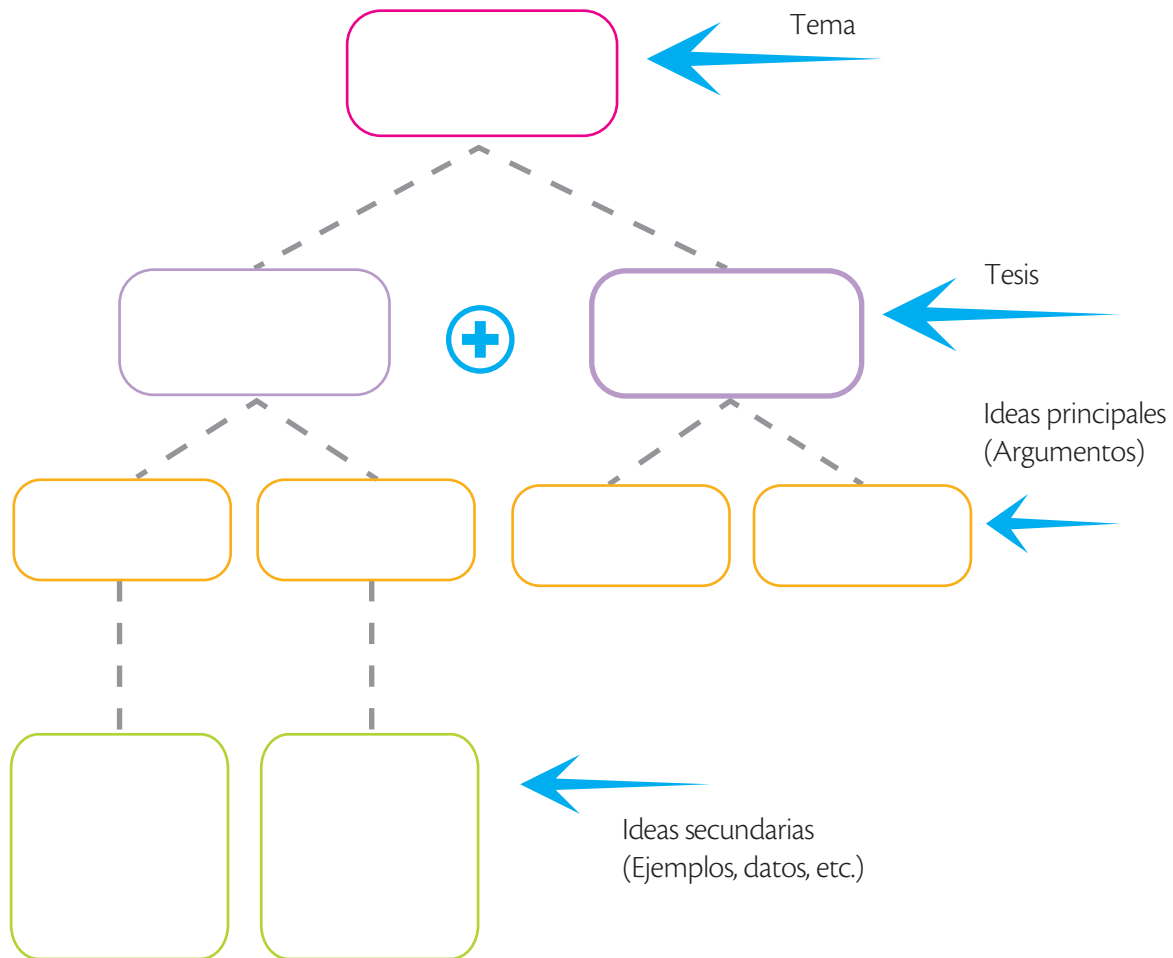 Tema
Tesis
Ideas principales
(Argumentos)
Ideas secundarias
(Ejemplos, datos, etc.)